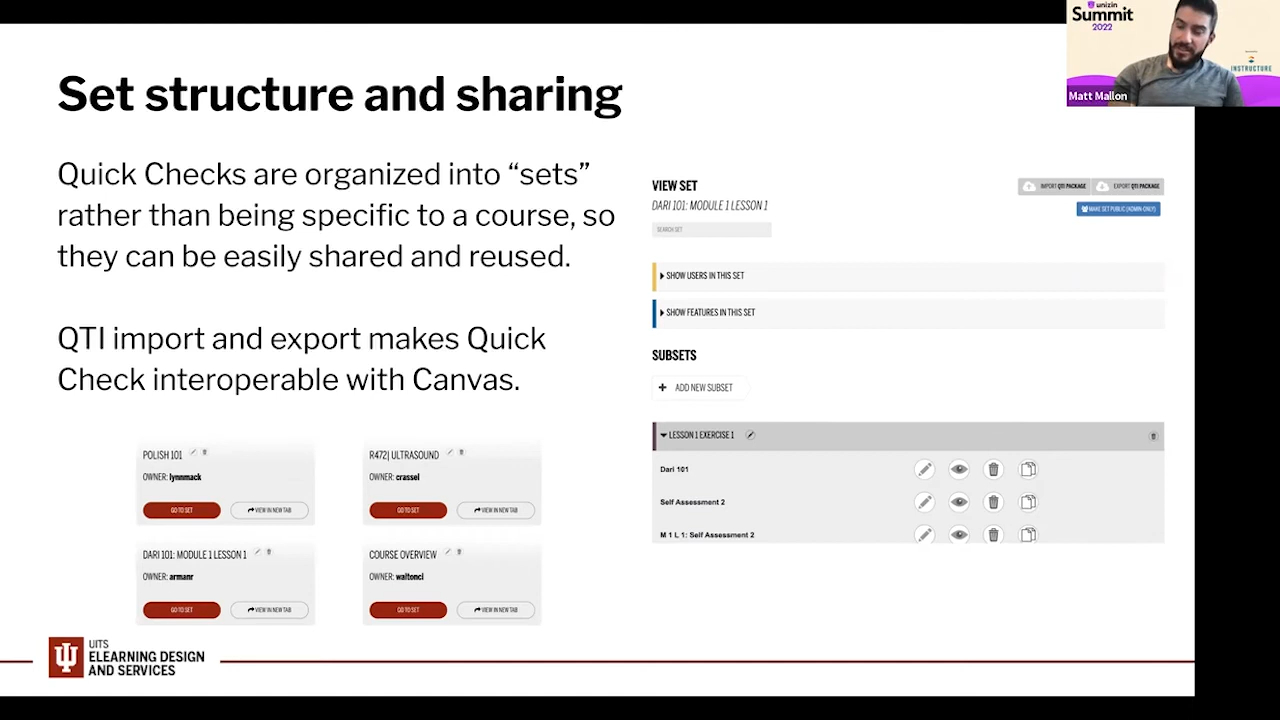 unizin
Summit
2022
INSTRUCTURE
Matt Mallon
Set structure and sharing
Quick Checks are organized into “sets”
rather than being specific to a course, so
they can be easily shared and reused.
QTI import and export makes Quick
Check interoperable with Canvas.
POLISH 101
OWNER: lynnmack
GO TO SET
VIEW IN NEW TAB
R472| ULTRASOUND
OWNER: crassel
GO TO SET
VIEW IN NEW TAB
DARI 101: MODULE 1 LESSON 1
OWNER: armanr
GO TO SET
VIEW IN NEW TAB
COURSE OVERVIEW
OWNER: waltonci
GO TO SET
VIEW IN NEW TAB
VIEW SET
IMPORT QTI PACKAGE
EXPORT QTI PACKAGE
DARI 101: MODULE 1 LESSON 1
MAKE SET PUBLIC (ADMIN-ONLY)
SEARCH SET
SHOW USERS IN THIS SET
SHOW FEATURES IN THIS SET
SUBSETS
+ ADD NEW SUBSET
LESSON 1 EXERCISE 1
Dari 101
Self Assessment 2
M 1 L 1: Self Assessment 2
UITS
ELEARNING DESIGN
AND SERVICES